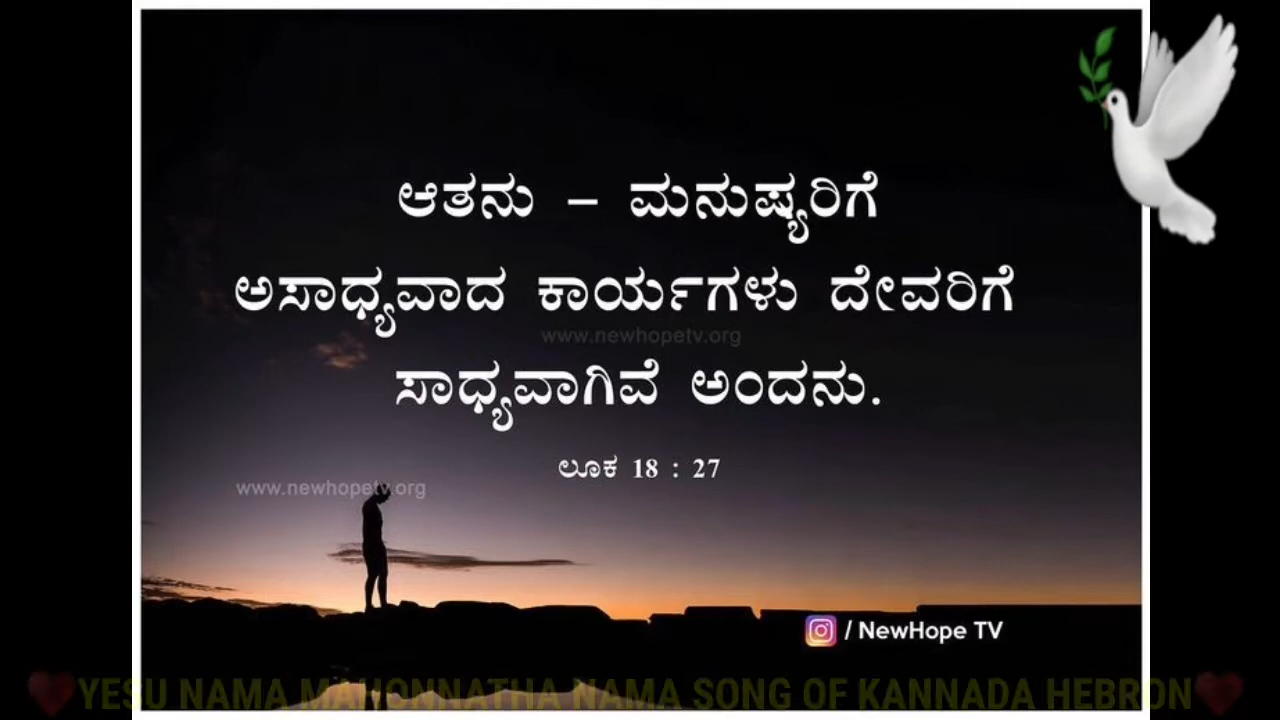 ಆತನು – ಮನುಷ್ಯರಿಗೆ
ಅಸಾಧ್ಯವಾದ ಕಾರ್ಯಗಳು ದೇವರಿಗೆ
www.newhopetv.org
ಸಾಧ್ಯವಾಗಿವೆ ಅಂದನು.
ಲೂಕ 18 : 27
www.newhopetv.org
/ NewHope TV
YESU NAMA MAHONNATHA NAMA SONG OF KANNADA HEBRON